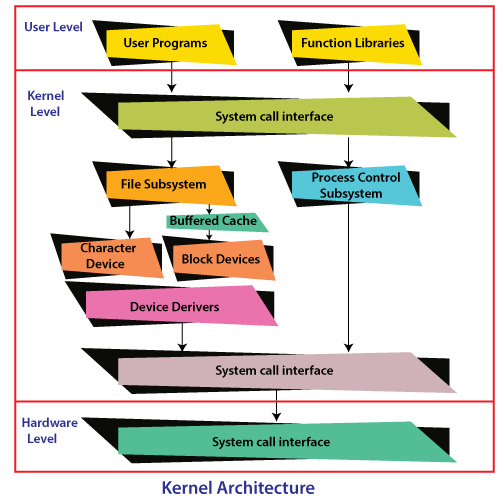 User Level
User Programs
Function Libraries
Kernel
Level
System call interface
File Subsystem
Process Control
Subsystem
Buffered Cache
Character
Device
Block Devices
Device Derivers
System call interface
Hardware
Level
System call interface
Kernel Architecture